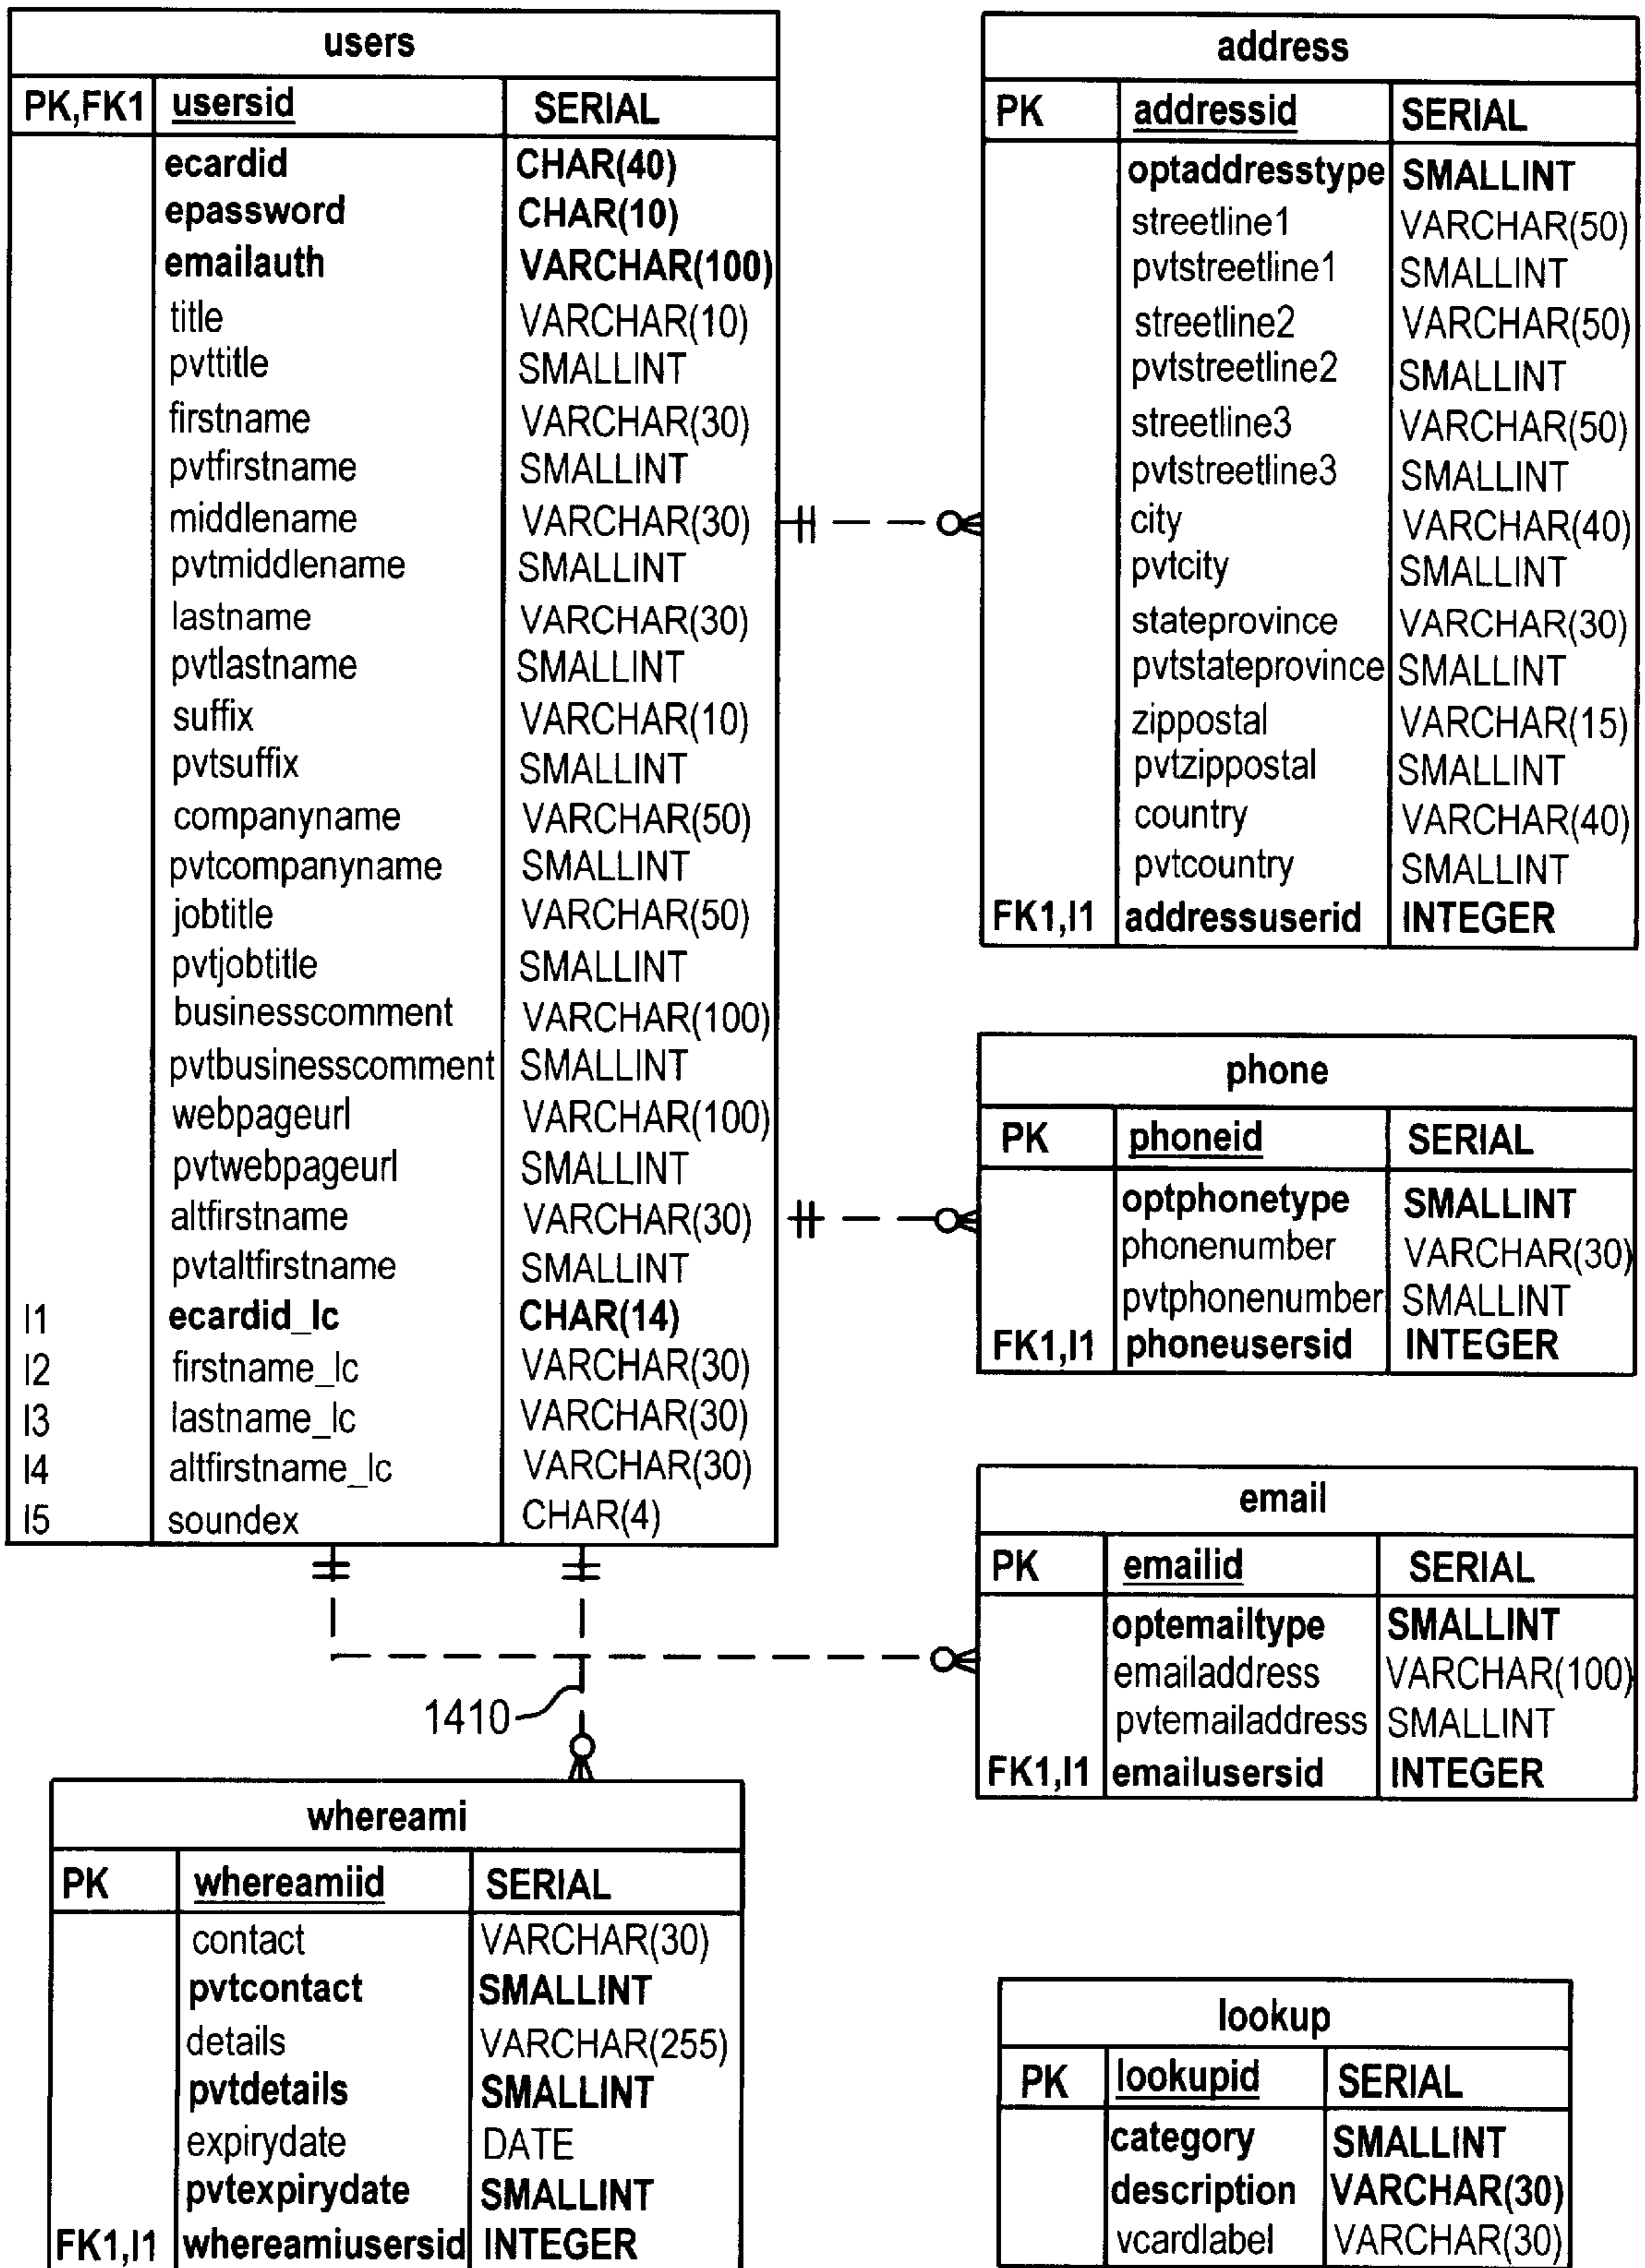 users
PK,FK1 usersid SERIAL
ecardid CHAR(40)
epassword CHAR(10)
emailauth VARCHAR(100)
title VARCHAR(10)
pvttitle SMALLINT
firstname VARCHAR(30)
pvtfirstname SMALLINT
middlename VARCHAR(30)
pvtmiddlename SMALLINT
lastname VARCHAR(30)
pvtlastname SMALLINT
suffix VARCHAR(10)
pvtsuffix SMALLINT
companyname VARCHAR(50)
pvtcompanyname SMALLINT
jobtitle VARCHAR(50)
pvtjobtitle SMALLINT
businesscomment VARCHAR(100)
pvtbusinesscomment SMALLINT
webpageurl VARCHAR(100)
pvtwebpageurl SMALLINT
altfirstname VARCHAR(30)
pvtaltfirstname SMALLINT
I1 ecardid_lc CHAR(14)
I2 firstname_lc VARCHAR(30)
I3 lastname_lc VARCHAR(30)
I4 altfirstname_lc VARCHAR(30)
I5 soundex CHAR(4)
address
PK addressid SERIAL
optaddresstype SMALLINT
streetline1 VARCHAR(50)
pvtstreetline1 SMALLINT
streetline2 VARCHAR(50)
pvtstreetline2 SMALLINT
streetline3 VARCHAR(50)
pvtstreetline3 SMALLINT
city VARCHAR(40)
pvtcity SMALLINT
stateprovince VARCHAR(30)
pvtstateprovince SMALLINT
zippostal VARCHAR(15)
pvtzippostal SMALLINT
country VARCHAR(40)
pvtcountry SMALLINT
FK1,I1 addressuserid INTEGER
phone
PK phoneid SERIAL
optphonetype SMALLINT
phonenumber VARCHAR(30)
pvtphonenumber SMALLINT
FK1,I1 phoneusersid INTEGER
email
PK emailid SERIAL
optemailtype SMALLINT
emailaddress VARCHAR(100)
pvtemailaddress SMALLINT
FK1,I1 emailusersid INTEGER
1410
whereami
PK whereamiid SERIAL
contact VARCHAR(30)
pvtcontact SMALLINT
details VARCHAR(255)
pvtdetails SMALLINT
expirydate DATE
pvtexpirydate SMALLINT
FK1,I1 whereamiusersid INTEGER
lookup
PK lookupid SERIAL
category SMALLINT
description VARCHAR(30)
vcardlabel VARCHAR(30)